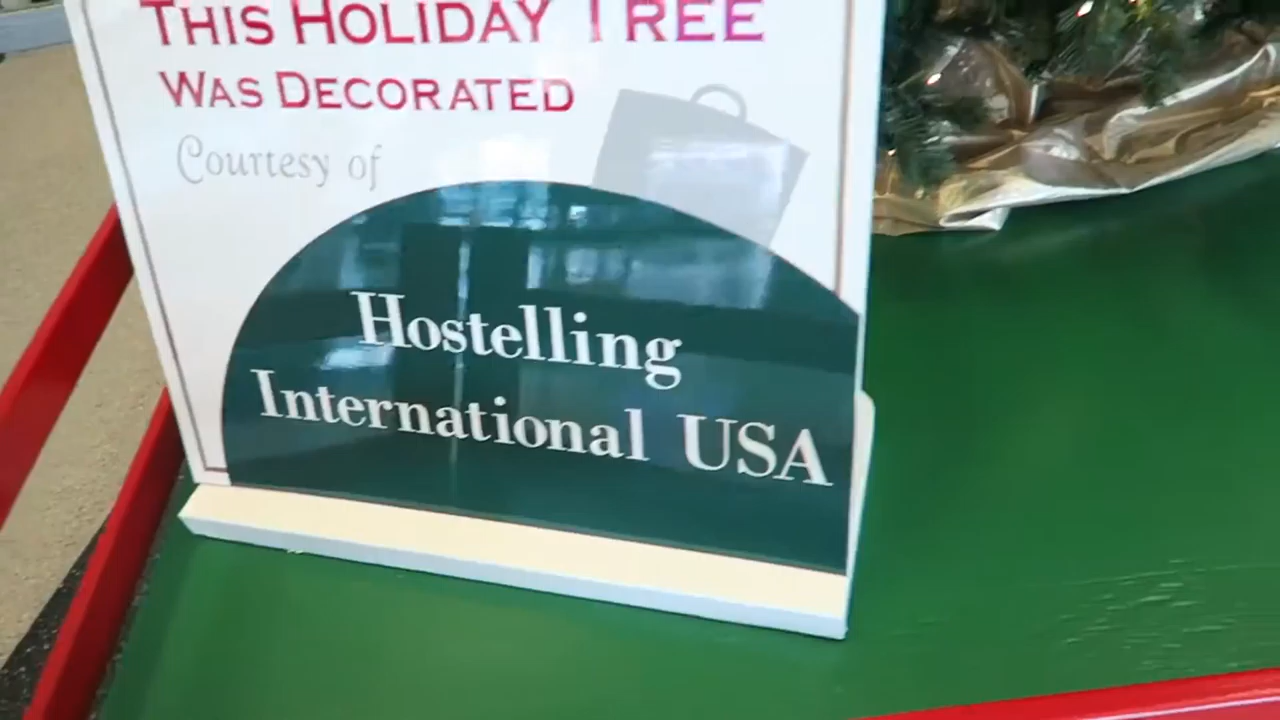 THIS HOLIDAY TREE
WAS DECORATED
Courtesy of
Hostelling
International USA